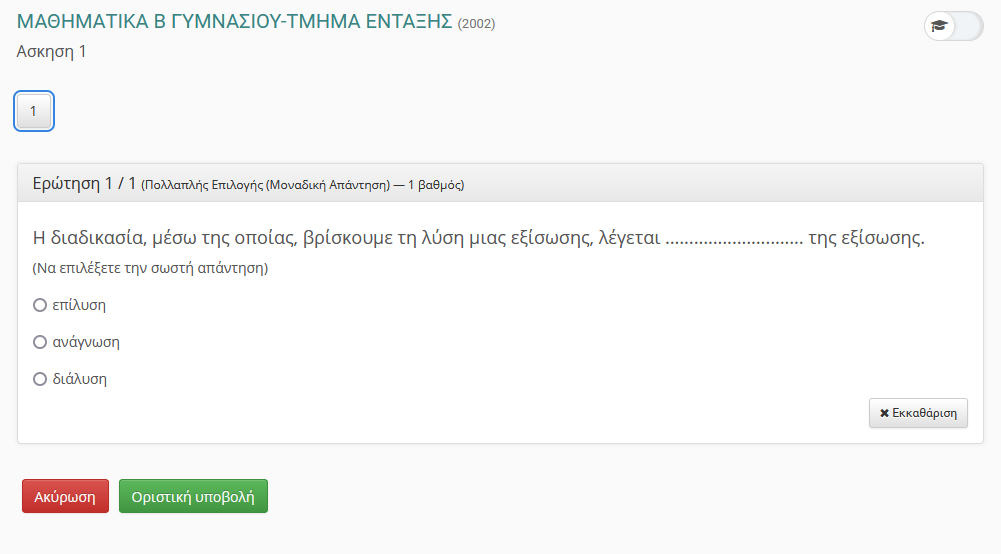 ΜΑΘΗΜΑΤΙΚΑ Β ΓΥΜΝΑΣΙΟΥ-ΤΜΗΜΑ ΕΝΤΑΞΗΣ (2002)
Ασκηση 1
1
Ερώτηση 1 / 1 (Πολλαπλής Επιλογής (Μοναδική Απάντηση) — 1 βαθμός)
Η διαδικασία, μέσω της οποίας, βρίσκουμε τη λύση μιας εξίσωσης, λέγεται ............................. της εξίσωσης.
(Να επιλέξετε την σωστή απάντηση)
επίλυση
ανάγνωση
διάλυση
✖ Εκκαθάριση
Ακύρωση Οριστική υποβολή